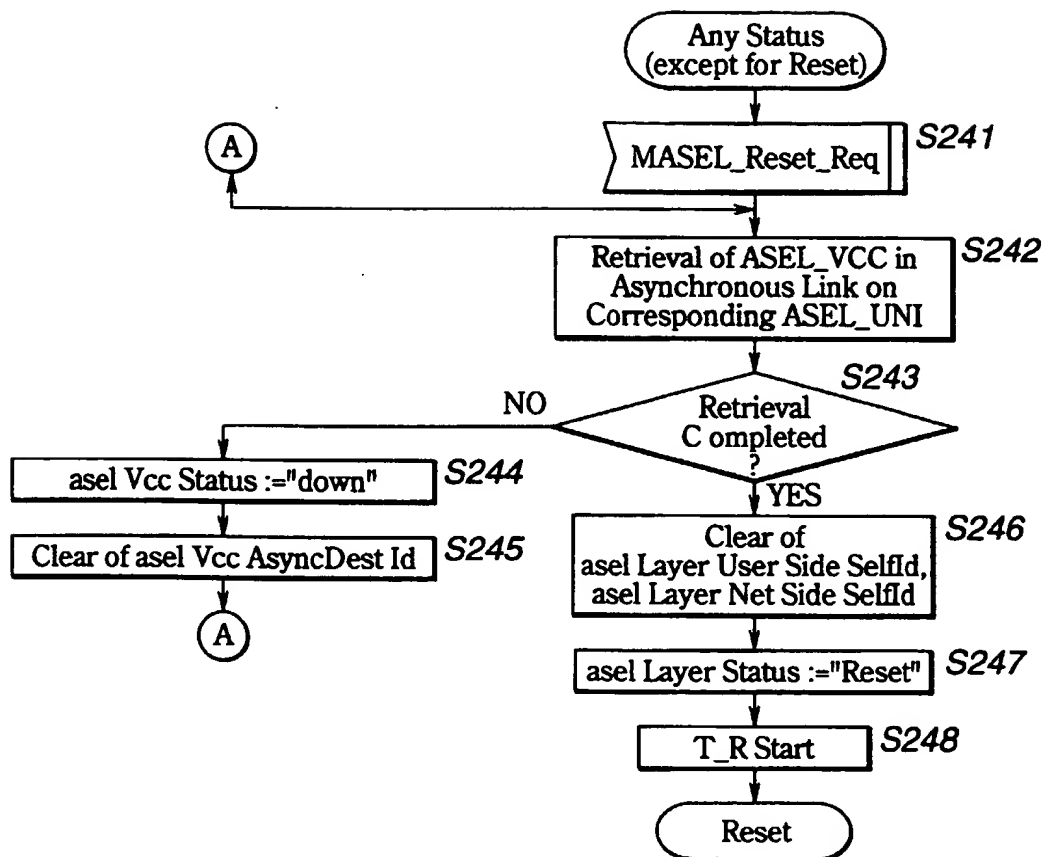 Any Status
(except for Reset)
S241
MASEL_Reset_Req
A
S242
Retrieval of ASEL_VCC in
Asynchronous Link on
Corresponding ASEL_UNI
S243
Retrieval
C ompleted
?
NO
YES
asel Vcc Status :="down"
S244
Clear of asel Vcc AsyncDest Id
S245
A
S246
Clear of
asel Layer User Side SelfId,
asel Layer Net Side SelfId
asel Layer Status :="Reset"
S247
T_R Start
S248
Reset